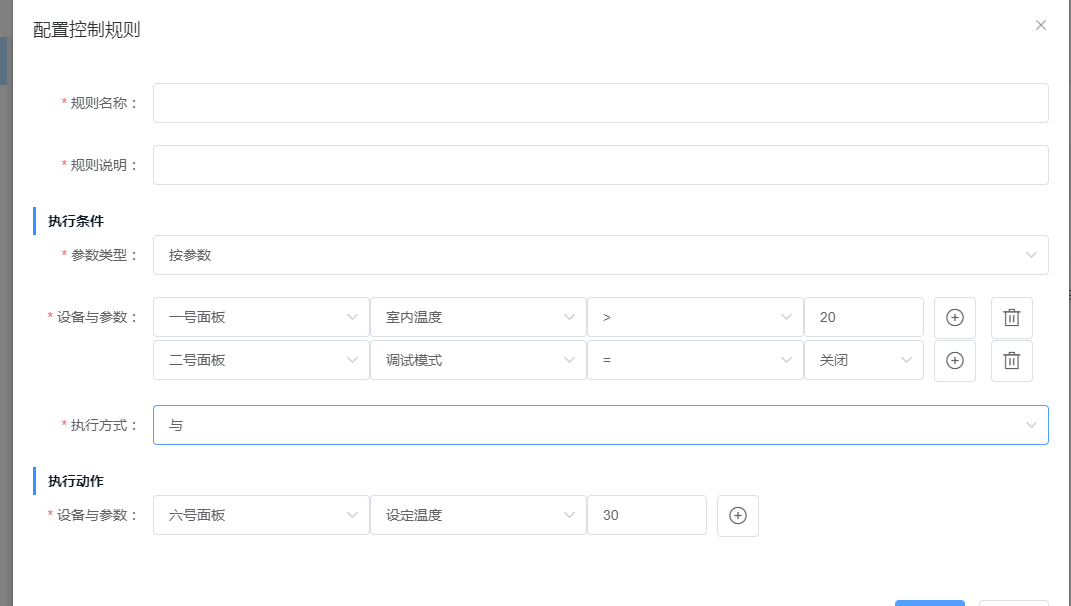 配置控制规则
* 规则名称：
* 规则说明：
执行条件
* 参数类型： 按参数
* 设备与参数： 一号面板 室内温度 > 20
二号面板 调试模式 = 关闭
* 执行方式： 与
执行动作
* 设备与参数： 六号面板 设定温度 30